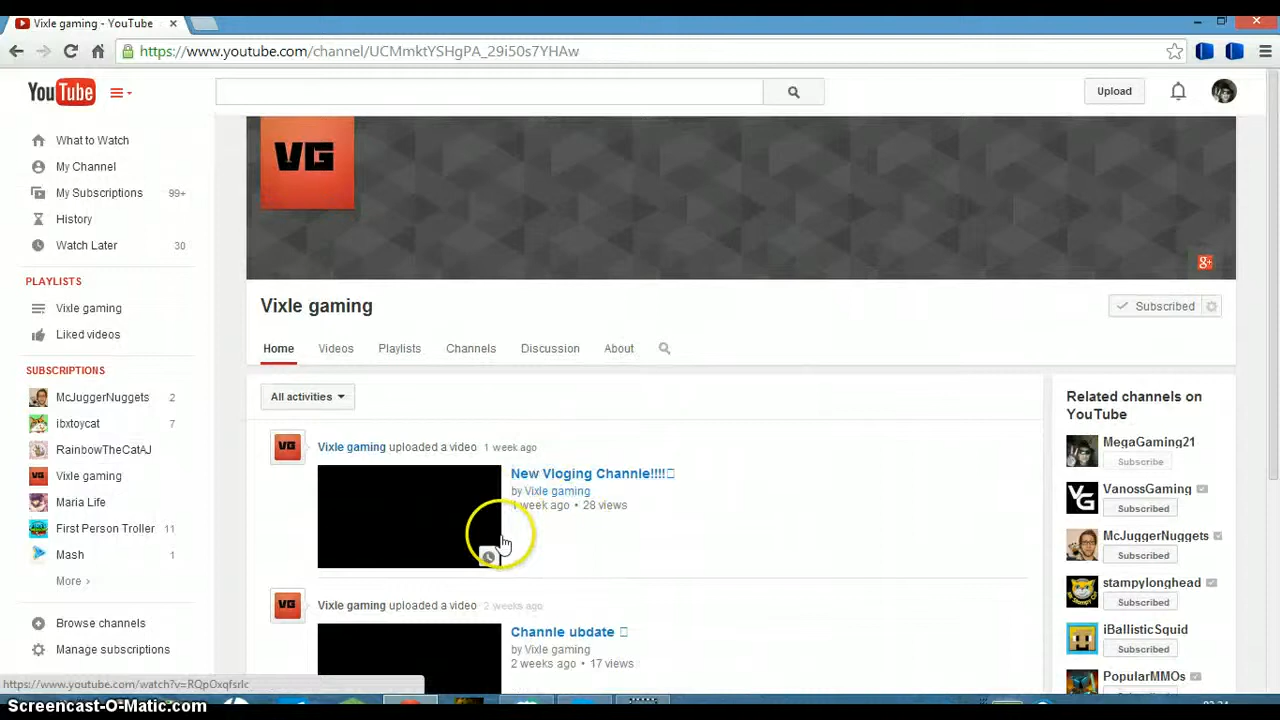 Vixle gaming - YouTube
https://www.youtube.com/channel/UCMmktYSHgPA_29i50s7YHAw
YouTube
Upload
What to Watch
My Channel
My Subscriptions 99+
History
Watch Later 30
PLAYLISTS
Vixle gaming
Liked videos
SUBSCRIPTIONS
McJuggerNuggets 2
ibxtoycat 7
RainbowTheCatAJ
Vixle gaming
Maria Life
First Person Troller 11
Mash 1
More ›
Browse channels
Manage subscriptions
VG
g+
Vixle gaming
Subscribed
Home Videos Playlists Channels Discussion About
All activities
VG
Vixle gaming uploaded a video 1 week ago
New Vloging Channle!!!!
by Vixle gaming
1 week ago • 28 views
VG
Vixle gaming uploaded a video 2 weeks ago
Channle ubdate
by Vixle gaming
2 weeks ago • 17 views
Related channels on
YouTube
MegaGaming21
Subscribe
VanossGaming
Subscribed
McJuggerNuggets
Subscribed
stampylonghead
Subscribed
iBallisticSquid
Subscribed
PopularMMOs
https://www.youtube.com/watch?v=RQpOxqfsrIc
Screencast-O-Matic.com